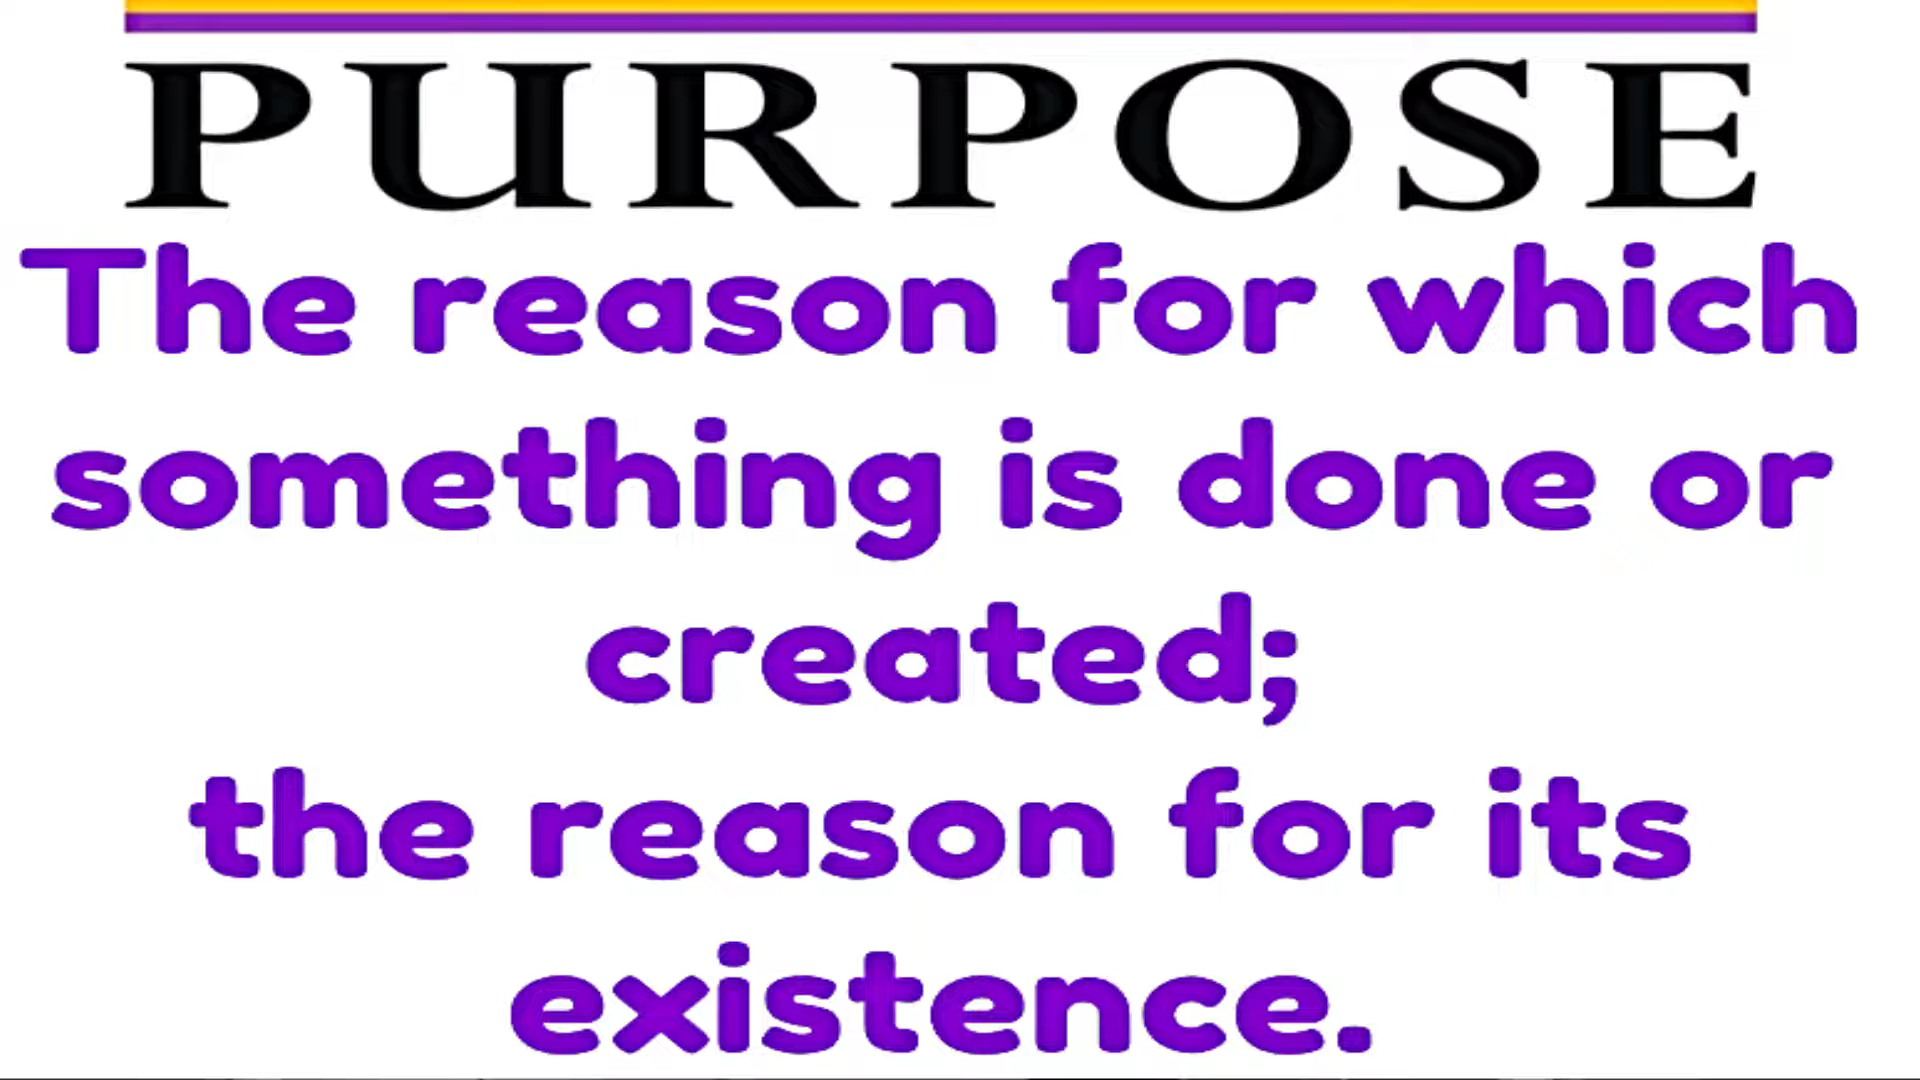 PURPOSE
The reason for which
something is done or
created;
the reason for its
existence.